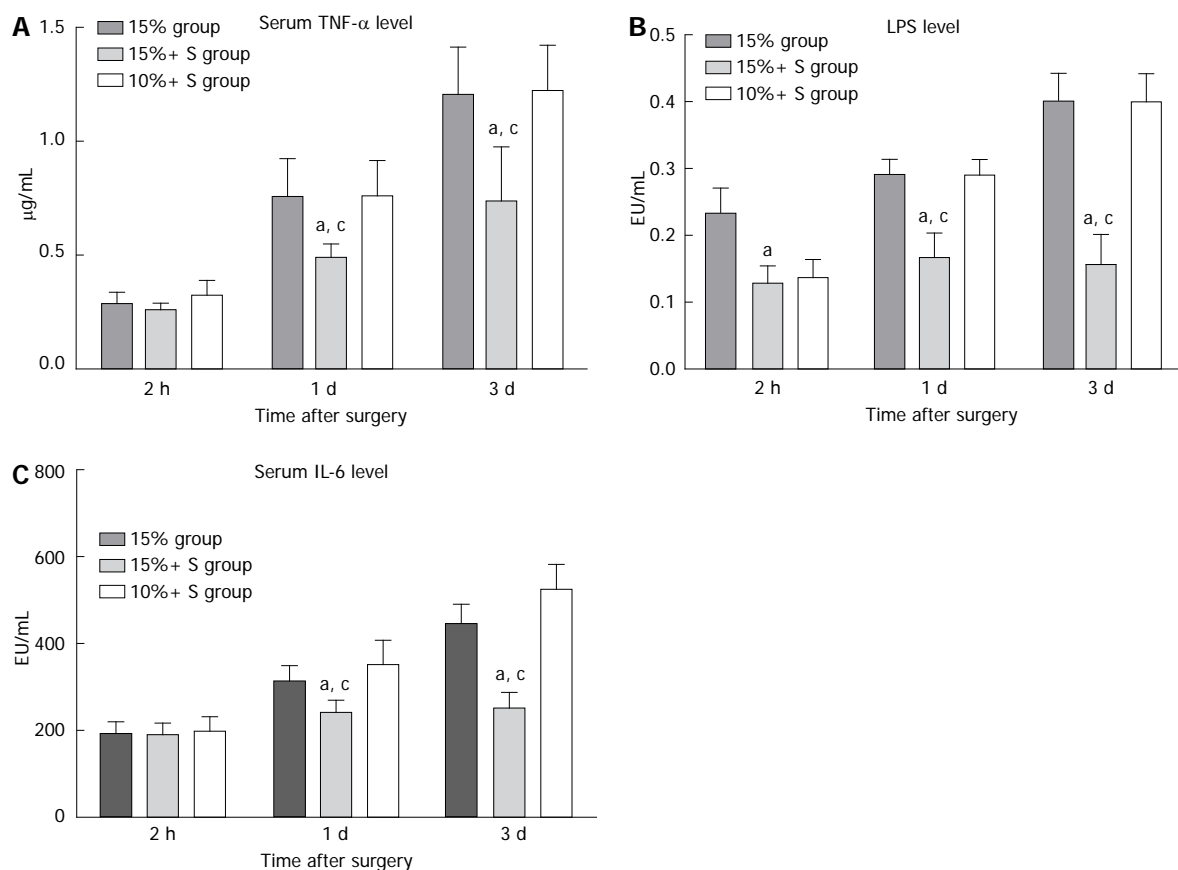 A
Serum TNF-α level
15% group
15%+ S group
10%+ S group
µg/mL
1.5
1.0
0.5
0.0
a, c
a, c
2 h
1 d
3 d
Time after surgery
B
LPS level
15% group
15%+ S group
10%+ S group
EU/mL
0.5
0.4
0.3
0.2
0.1
0.0
a
a, c
a, c
2 h
1 d
3 d
Time after surgery
C
Serum IL-6 level
15% group
15%+ S group
10%+ S group
EU/mL
800
600
400
200
0
a, c
a, c
2 h
1 d
3 d
Time after surgery